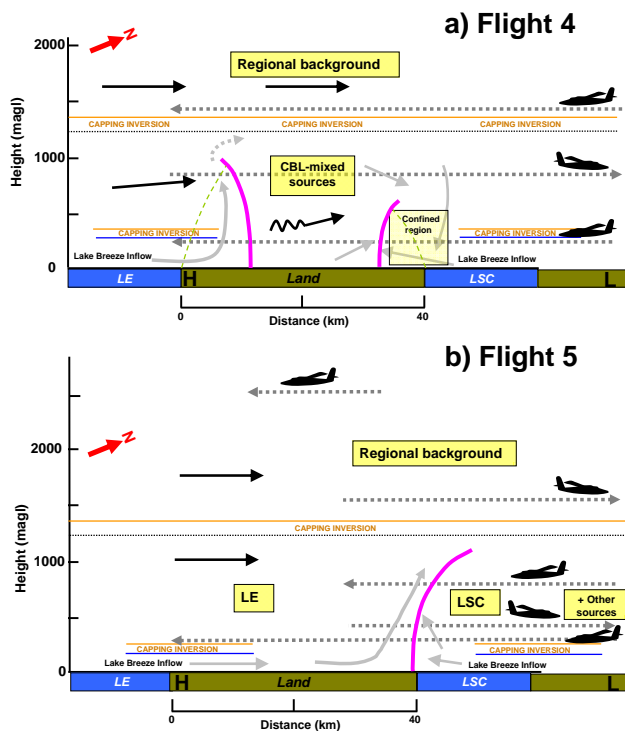 a) Flight 4
N
2000
Regional background
CAPPING INVERSION
CAPPING INVERSION
CAPPING INVERSION
Height (magl)
1000
CBL-mixed
sources
Confined
region
CAPPING INVERSION
CAPPING INVERSION
Lake Breeze Inflow
Lake Breeze Inflow
0
LE
H
Land
LSC
L
0
40
Distance (km)
b) Flight 5
N
2000
Regional background
CAPPING INVERSION
Height (magl)
1000
LE
LSC
+ Other
sources
CAPPING INVERSION
CAPPING INVERSION
Lake Breeze Inflow
Lake Breeze Inflow
0
LE
H
Land
LSC
L
0
40
Distance (km)